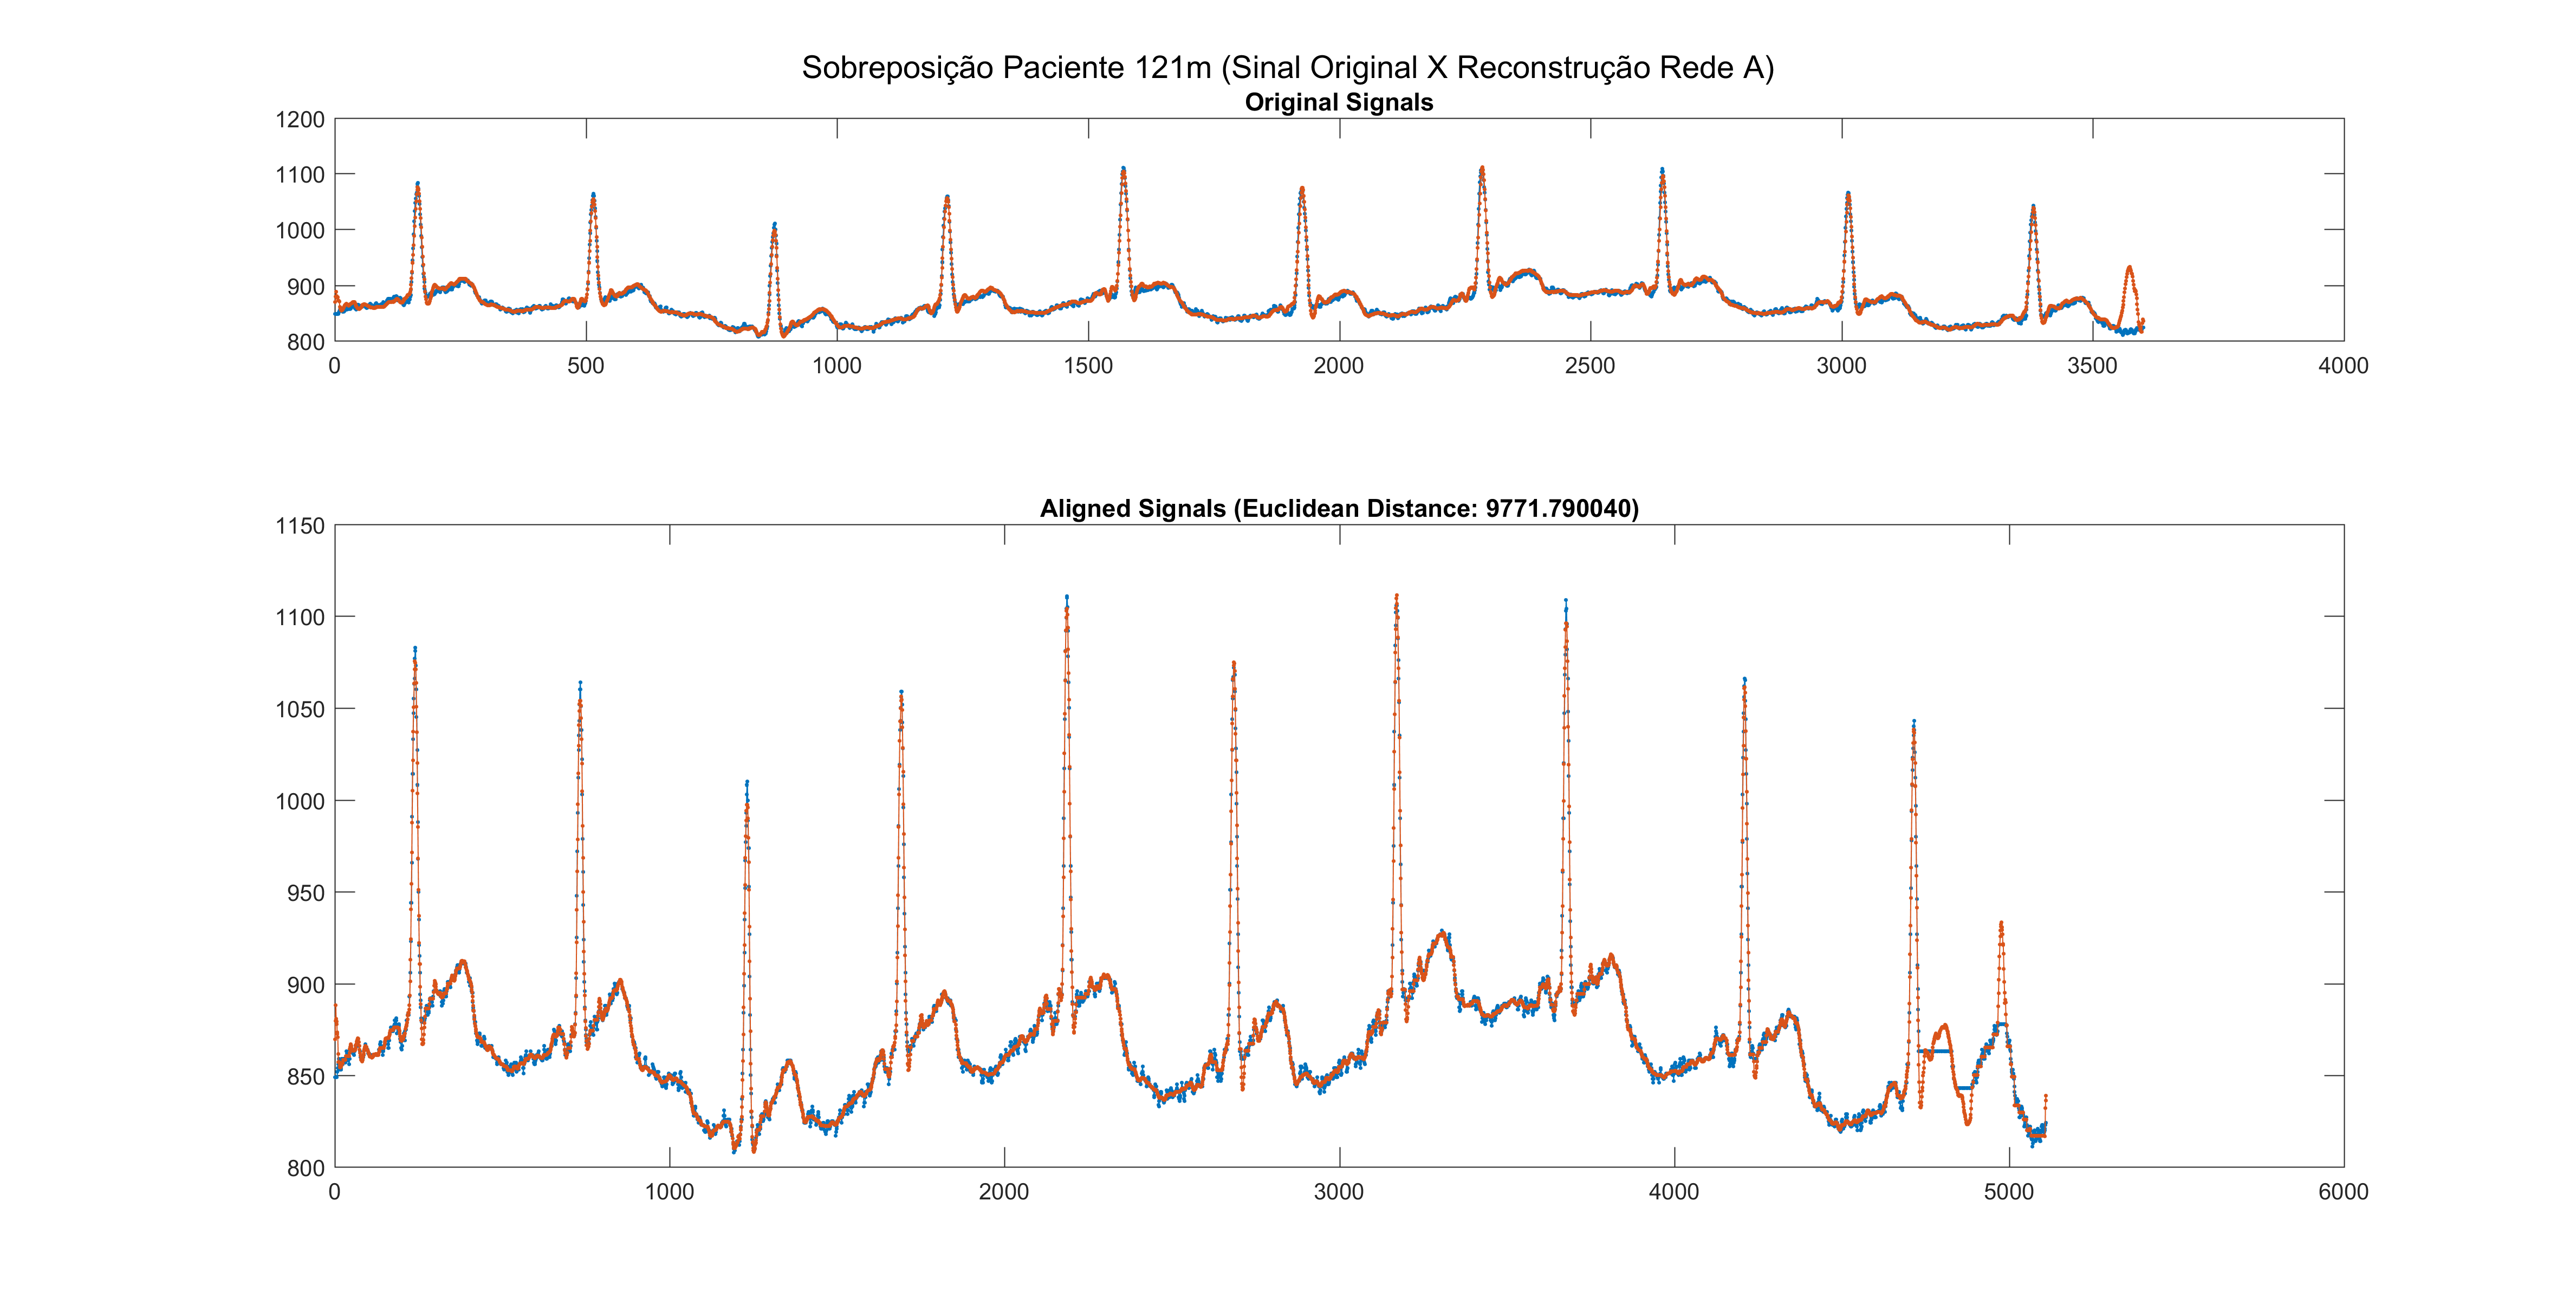 Sobreposição Paciente 121m (Sinal Original X Reconstrução Rede A)
Original Signals
1200
1100
1000
900
800
0 500 1000 1500 2000 2500 3000 3500 4000
Aligned Signals (Euclidean Distance: 9771.790040)
1150
1100
1050
1000
950
900
850
800
0 1000 2000 3000 4000 5000 6000